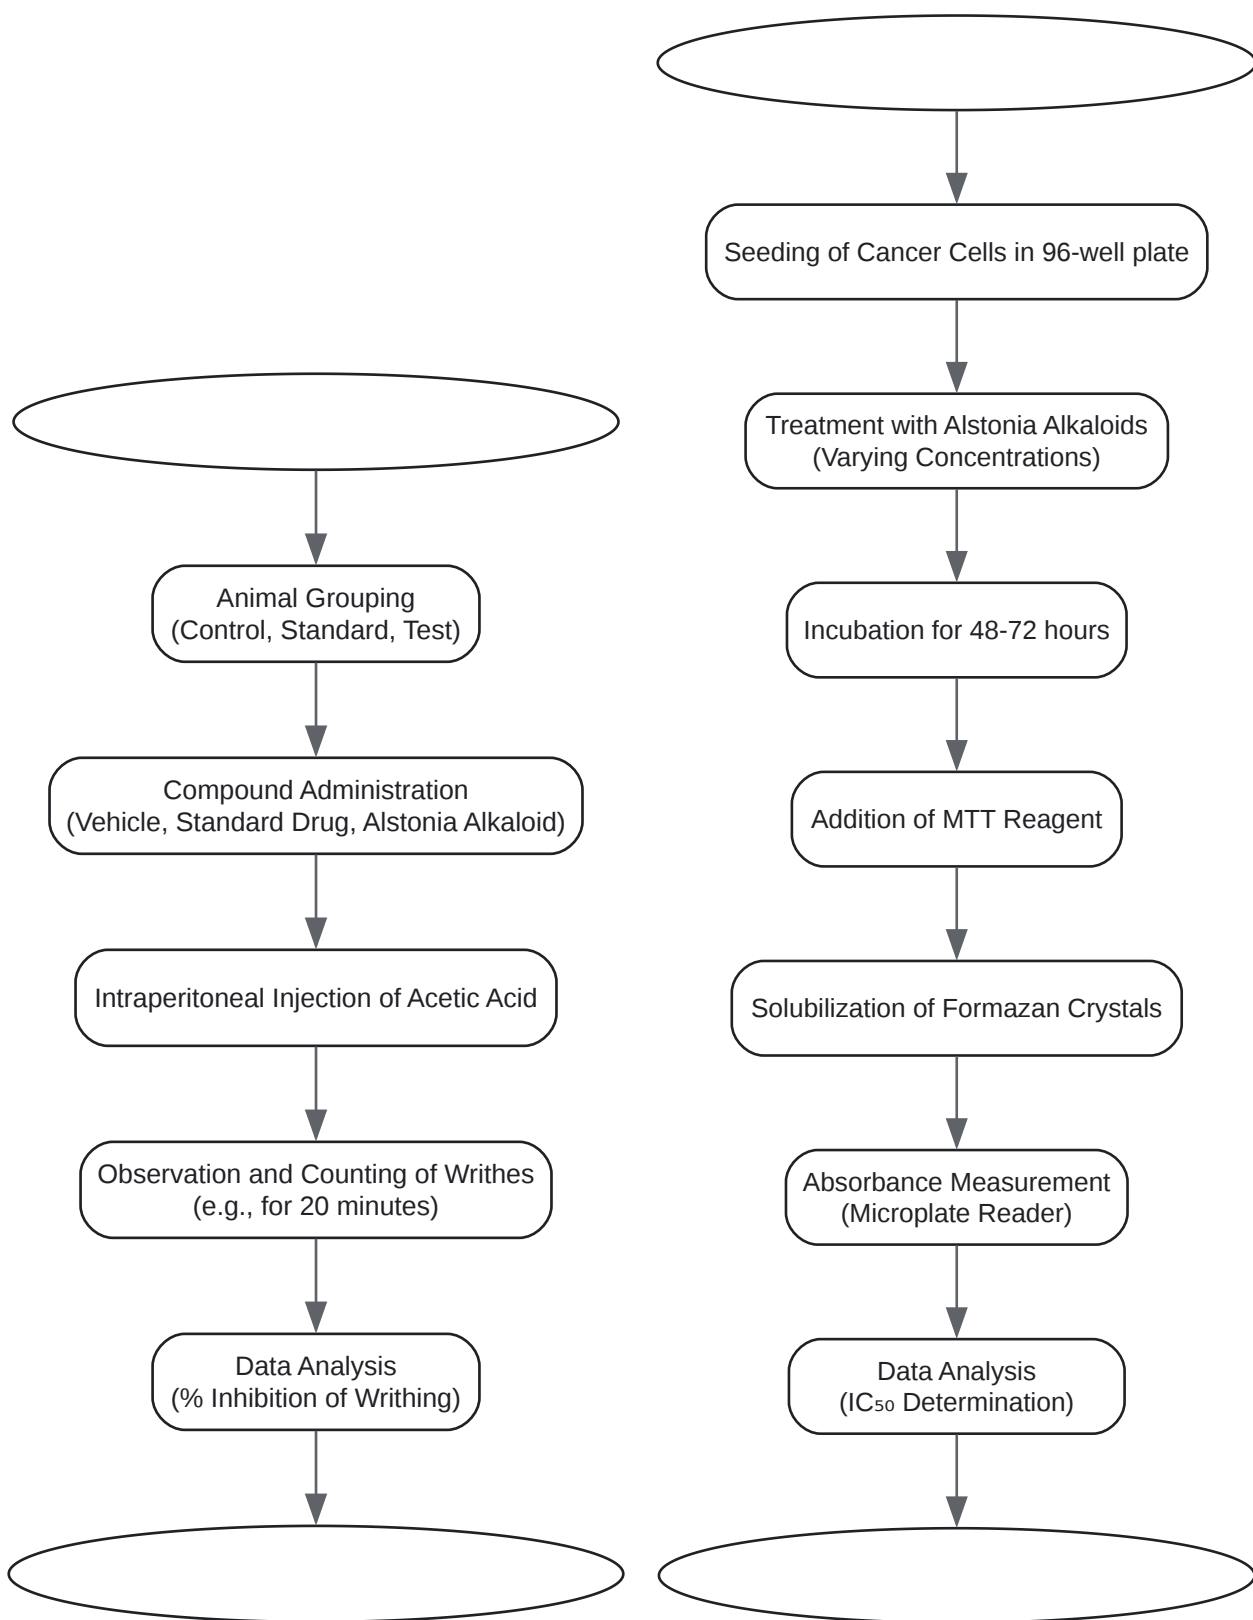 Animal Grouping
(Control, Standard, Test)
Compound Administration
(Vehicle, Standard Drug, Alstonia Alkaloid)
Intraperitoneal Injection of Acetic Acid
Observation and Counting of Writhes
(e.g., for 20 minutes)
Data Analysis
(% Inhibition of Writhing)
Seeding of Cancer Cells in 96-well plate
Treatment with Alstonia Alkaloids
(Varying Concentrations)
Incubation for 48-72 hours
Addition of MTT Reagent
Solubilization of Formazan Crystals
Absorbance Measurement
(Microplate Reader)
Data Analysis
(IC₅₀ Determination)